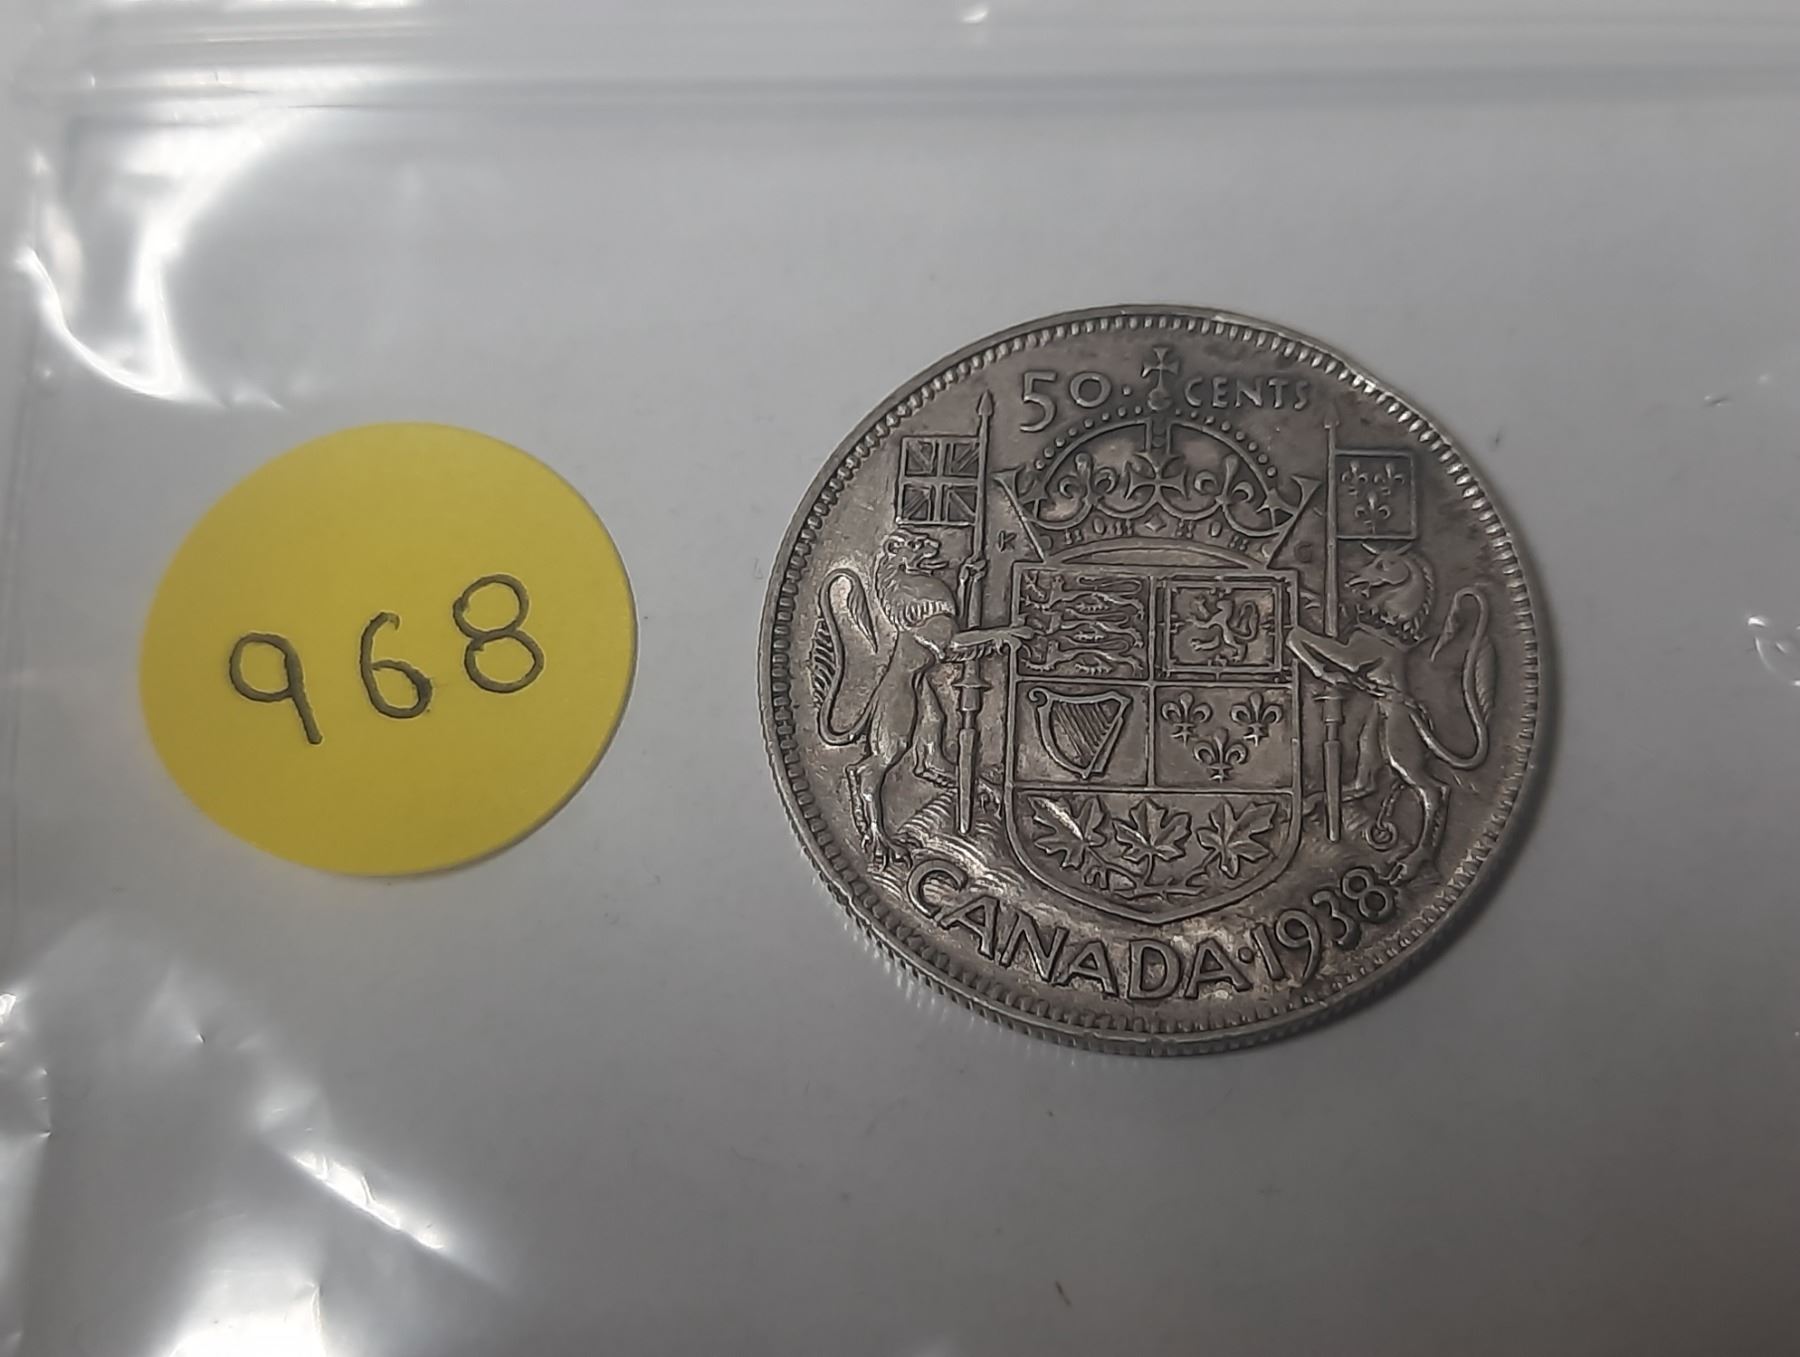 968
50 · CENTS
K G
CANADA · 1938